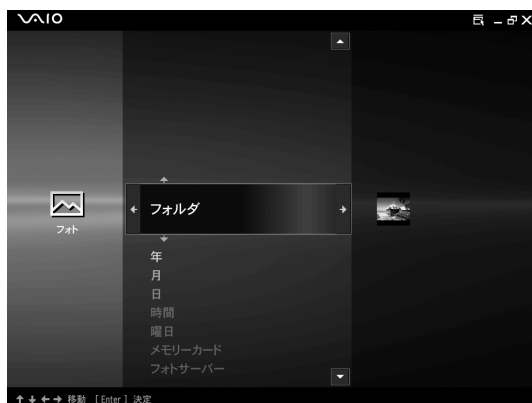 VAIO
フォト
フォルダ
年
月
日
時間
曜日
メモリーカード
フォトサーバー
↑↓←→ 移動 [Enter] 決定